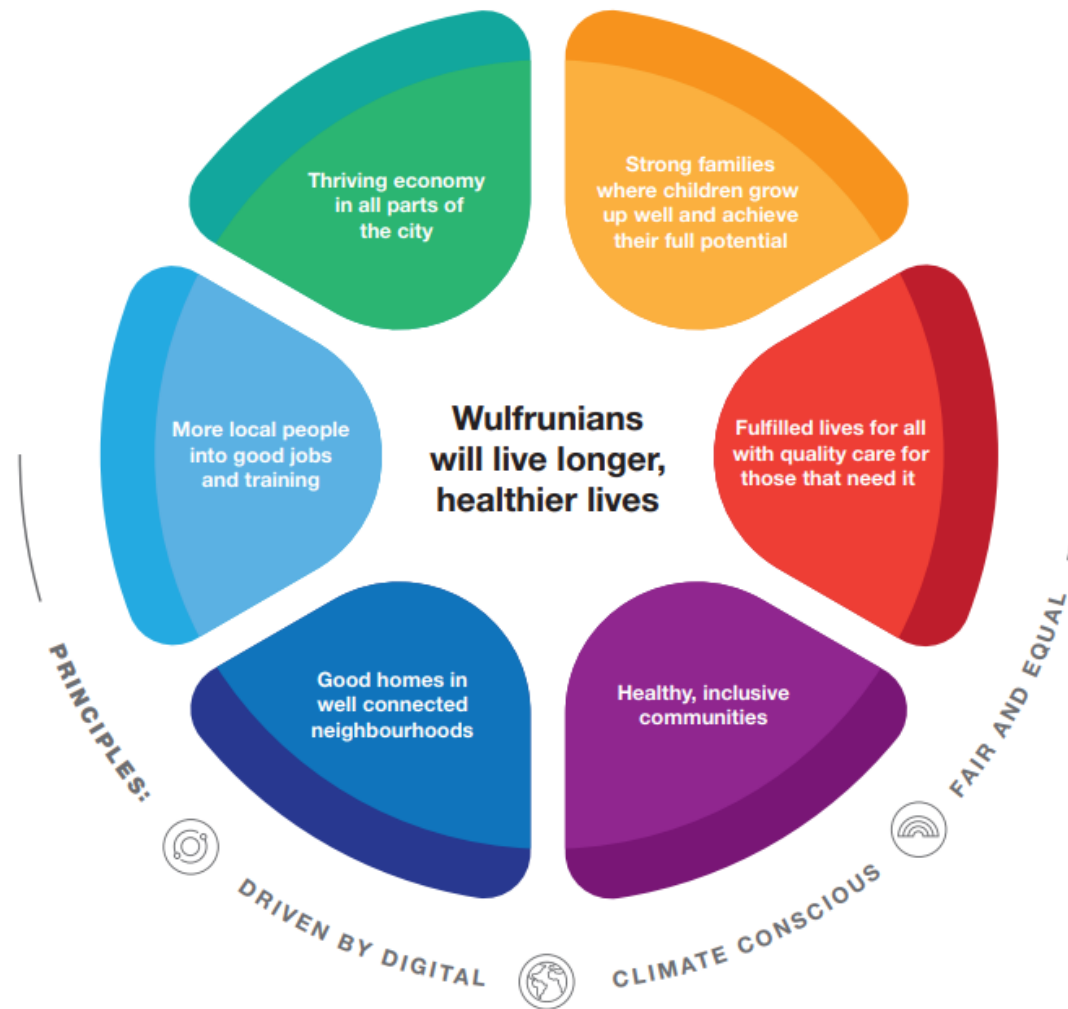 Thriving economy
in all parts of
the city
Strong families
where children grow
up well and achieve
their full potential
More local people
into good jobs
and training
Wulfrunians
will live longer,
healthier lives
Fulfilled lives for all
with quality care for
those that need it
Good homes in
well connected
neighbourhoods
Healthy, inclusive
communities
PRINCIPLES:
DRIVEN BY DIGITAL
CLIMATE CONSCIOUS
FAIR AND EQUAL